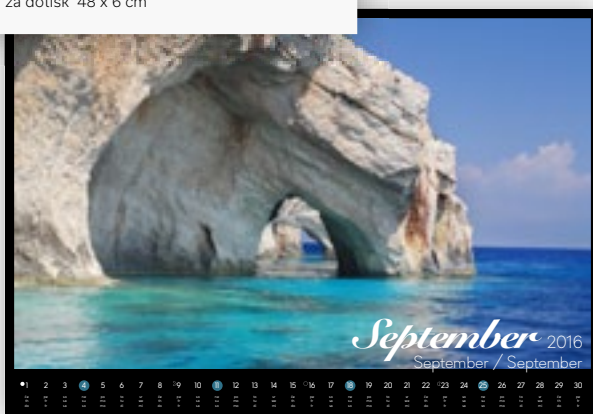 za dotisk 48 x 6 cm
September 2016
September / September
1 2 3 4 5 6 7 8 9 10 11 12 13 14 15 16 17 18 19 20 21 22 23 24 25 26 27 28 29 30